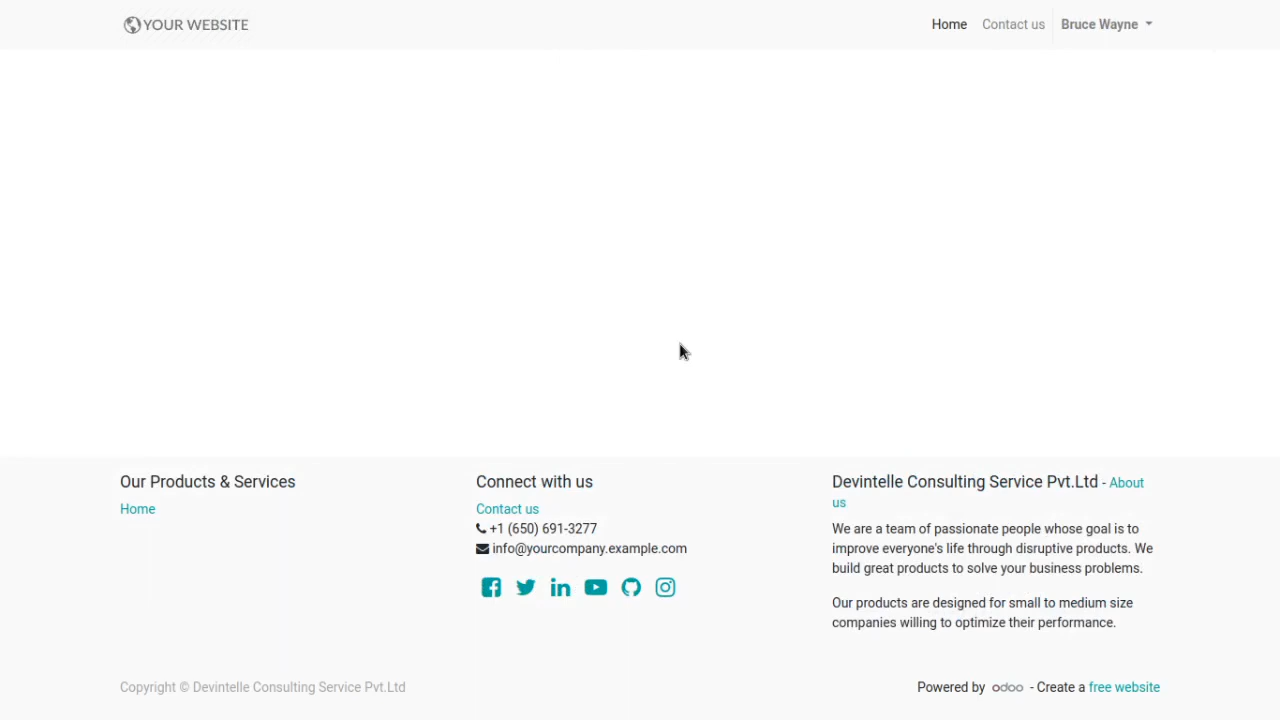 YOUR WEBSITE
Home
Contact us
Bruce Wayne
Our Products & Services
Home
Connect with us
Contact us
+1 (650) 691-3277
info@yourcompany.example.com
Devintelle Consulting Service Pvt.Ltd - About
us
We are a team of passionate people whose goal is to
improve everyone's life through disruptive products. We
build great products to solve your business problems.
Our products are designed for small to medium size
companies willing to optimize their performance.
Copyright © Devintelle Consulting Service Pvt.Ltd
Powered by odoo - Create a free website